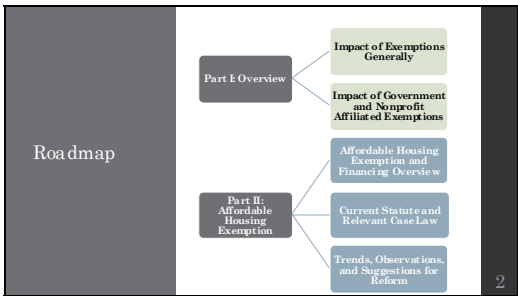 Roadmap
Part I: Overview
Impact of Exemptions
Generally
Impact of Government
and Nonprofit
Affiliated Exemptions
Part II:
Affordable
Housing
Exemption
Affordable Housing
Exemption and
Financing Overview
Current Statute and
Relevant Case Law
Trends, Observations,
and Suggestions for
Reform
2